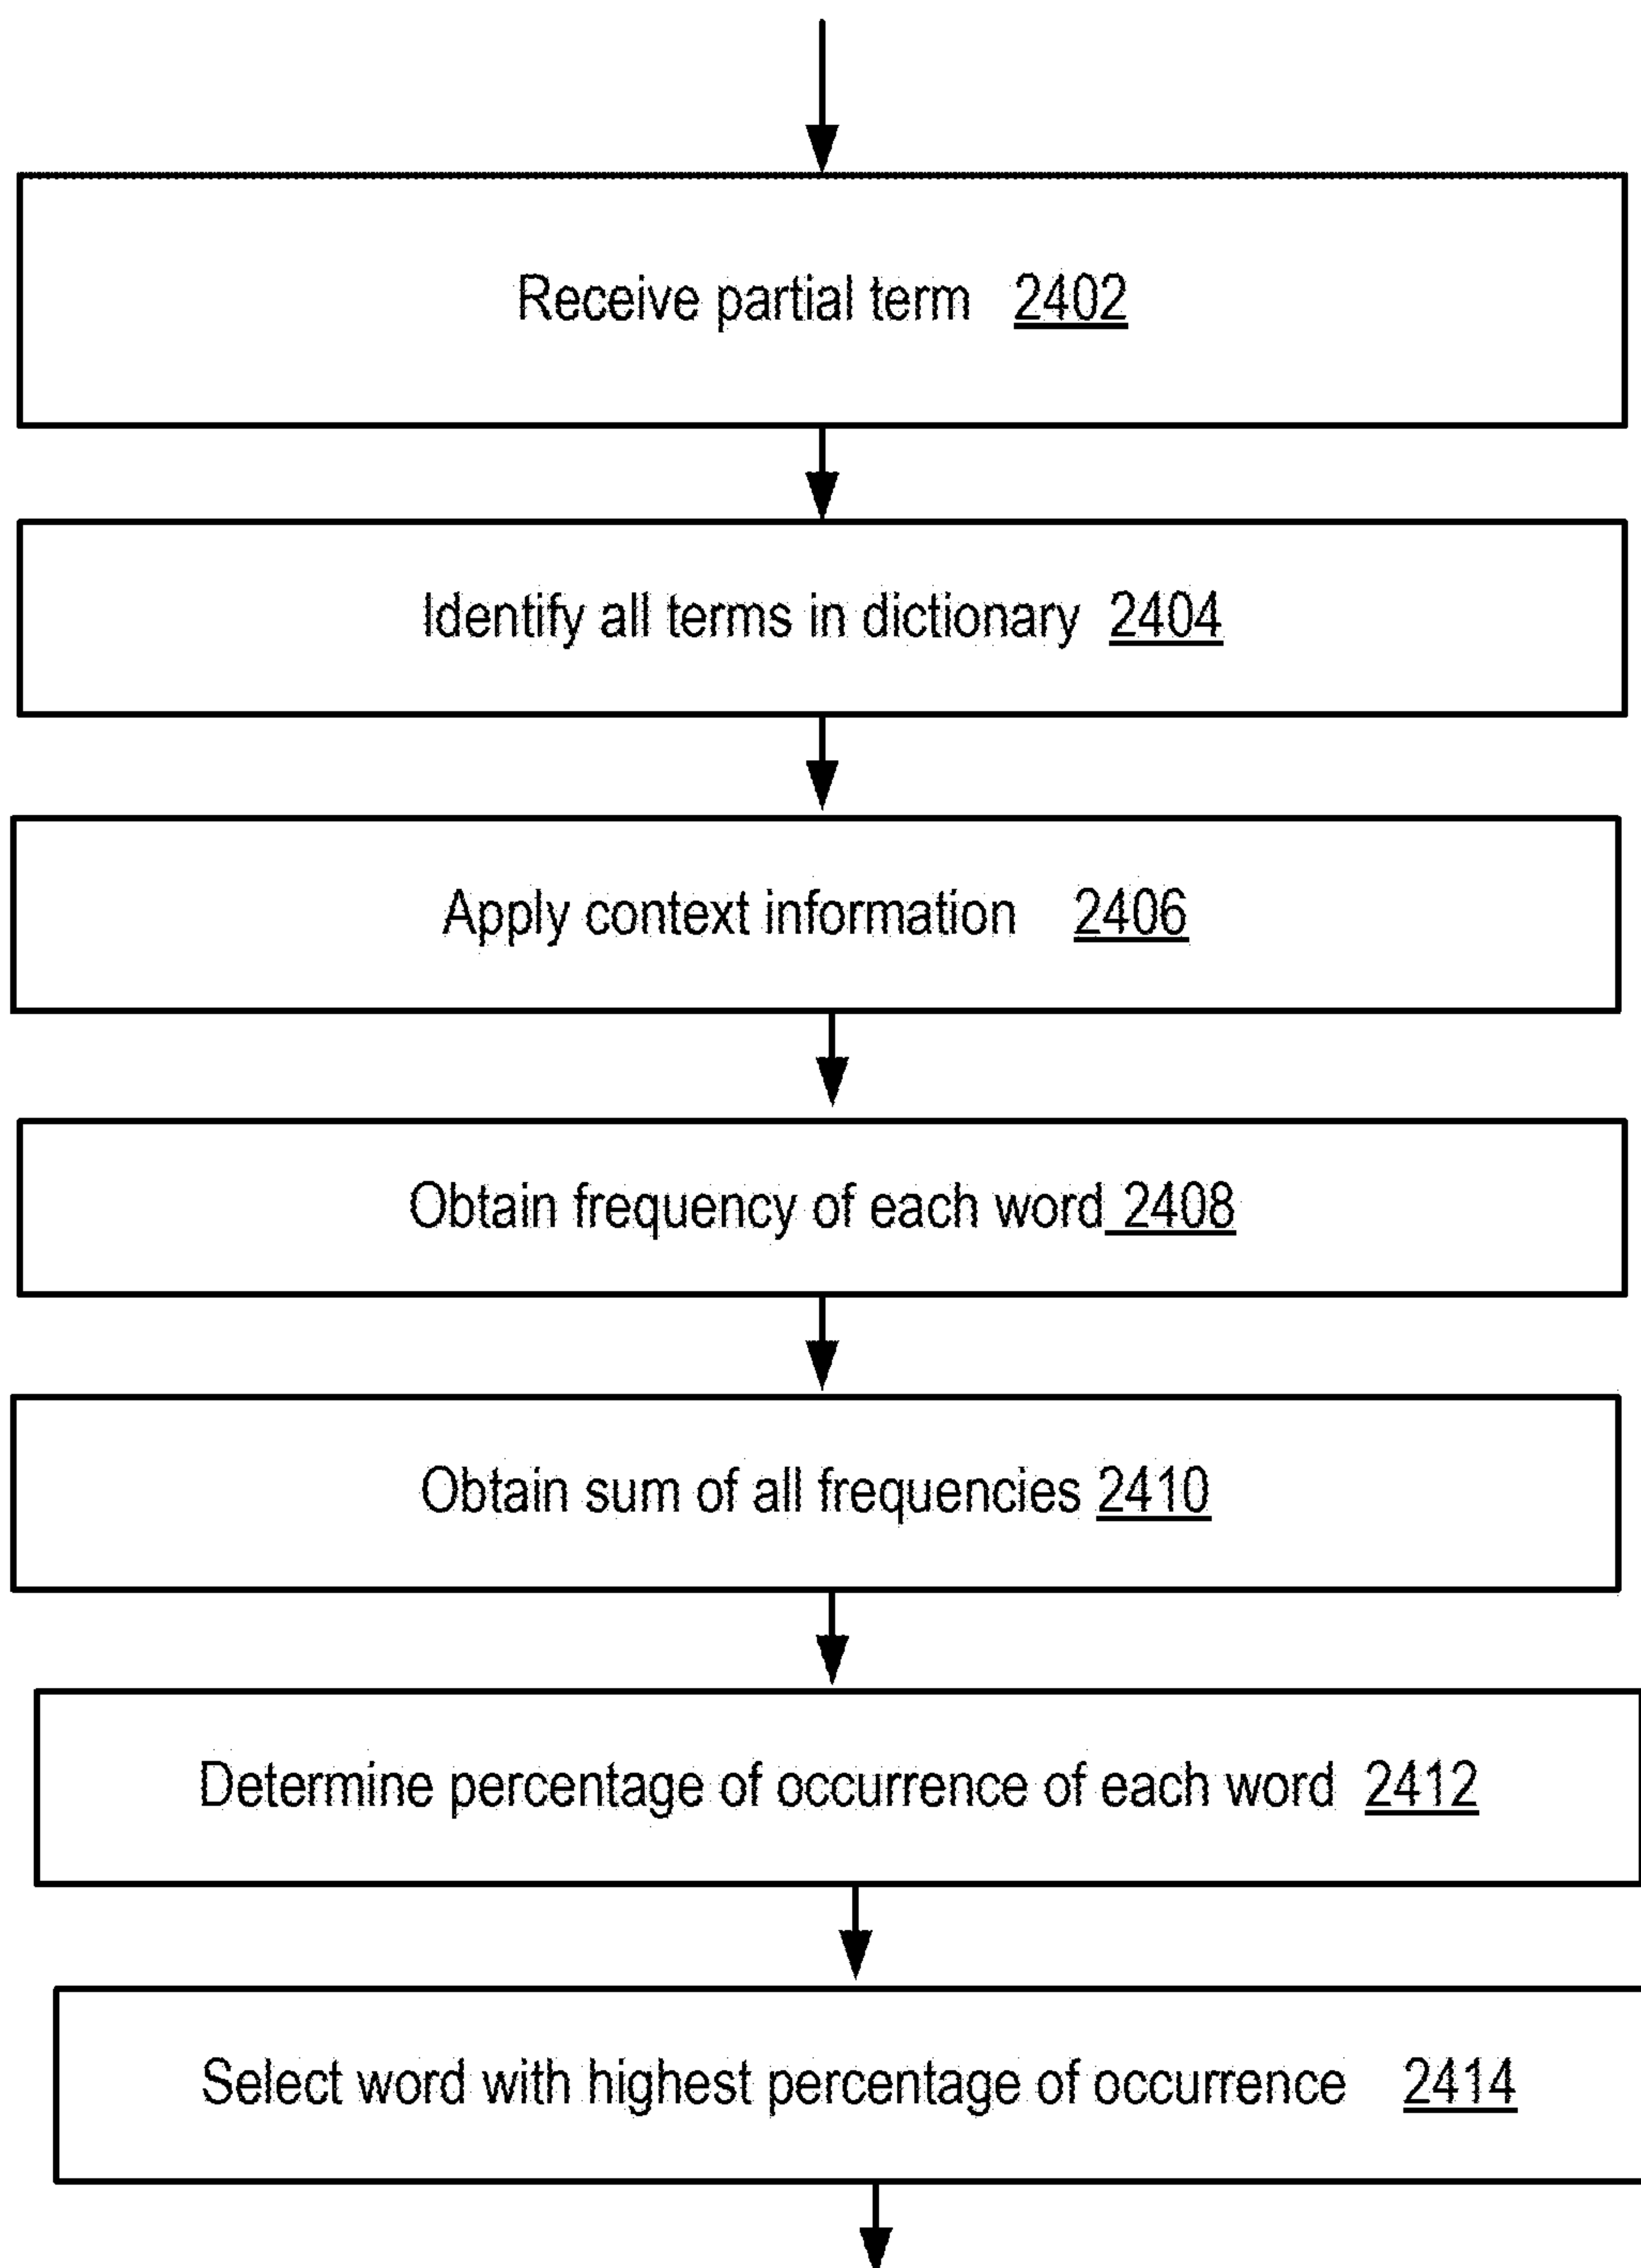 Receive partial term 2402
Identify all terms in dictionary 2404
Apply context information 2406
Obtain frequency of each word 2408
Obtain sum of all frequencies 2410
Determine percentage of occurrence of each word 2412
Select word with highest percentage of occurrence 2414